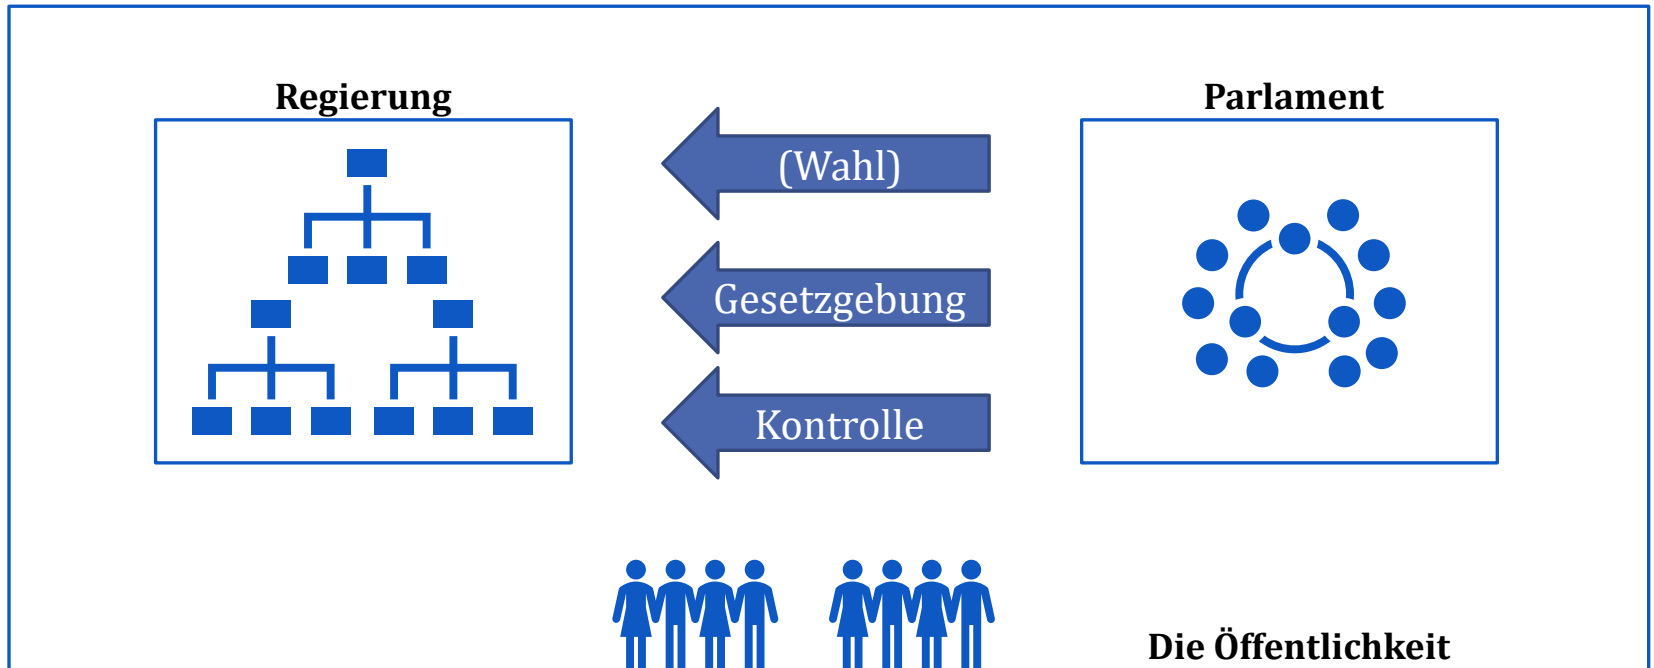 Regierung
Parlament
(Wahl)
Gesetzgebung
Kontrolle
Die Öffentlichkeit